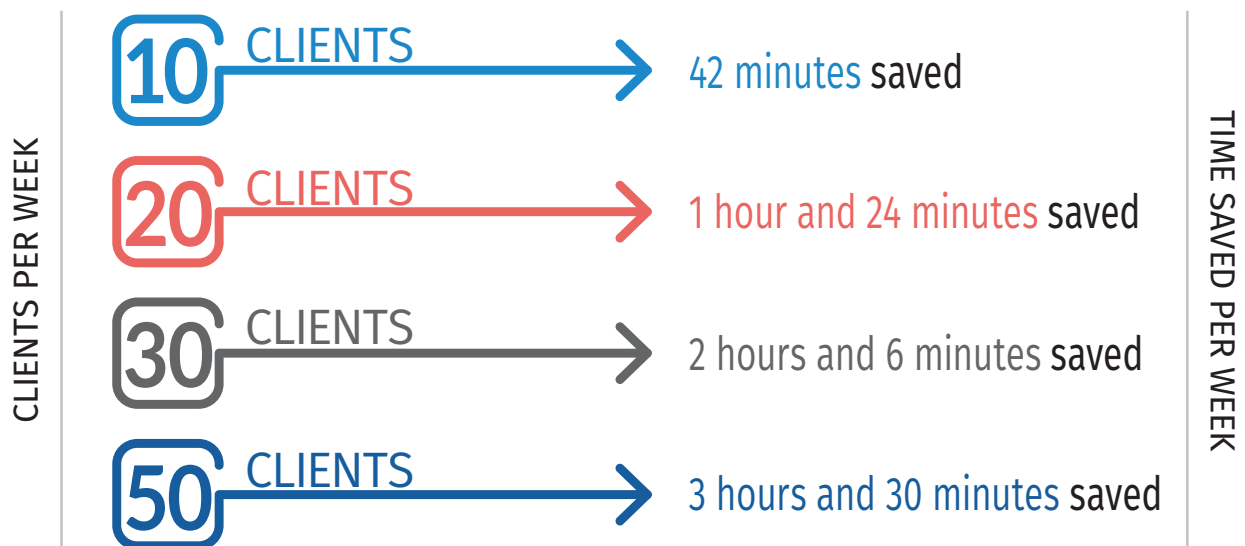 CLIENTS PER WEEK
10 CLIENTS
42 minutes saved
20 CLIENTS
1 hour and 24 minutes saved
30 CLIENTS
2 hours and 6 minutes saved
50 CLIENTS
3 hours and 30 minutes saved
TIME SAVED PER WEEK